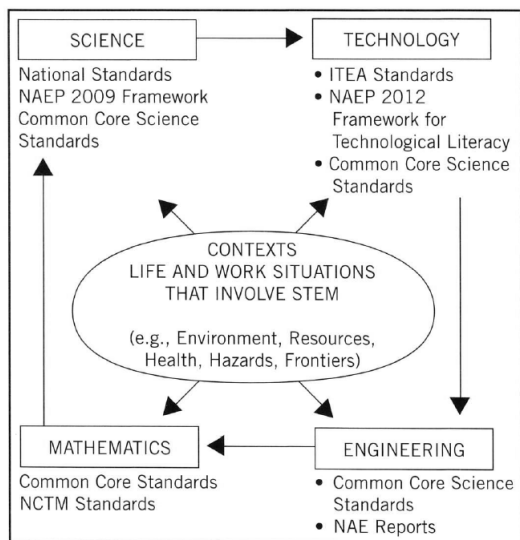 SCIENCE
National Standards
NAEP 2009 Framework
Common Core Science
Standards
TECHNOLOGY
• ITEA Standards
• NAEP 2012
Framework for
Technological Literacy
• Common Core Science
Standards
CONTEXTS
LIFE AND WORK SITUATIONS
THAT INVOLVE STEM
(e.g., Environment, Resources,
Health, Hazards, Frontiers)
MATHEMATICS
Common Core Standards
NCTM Standards
ENGINEERING
• Common Core Science
Standards
• NAE Reports